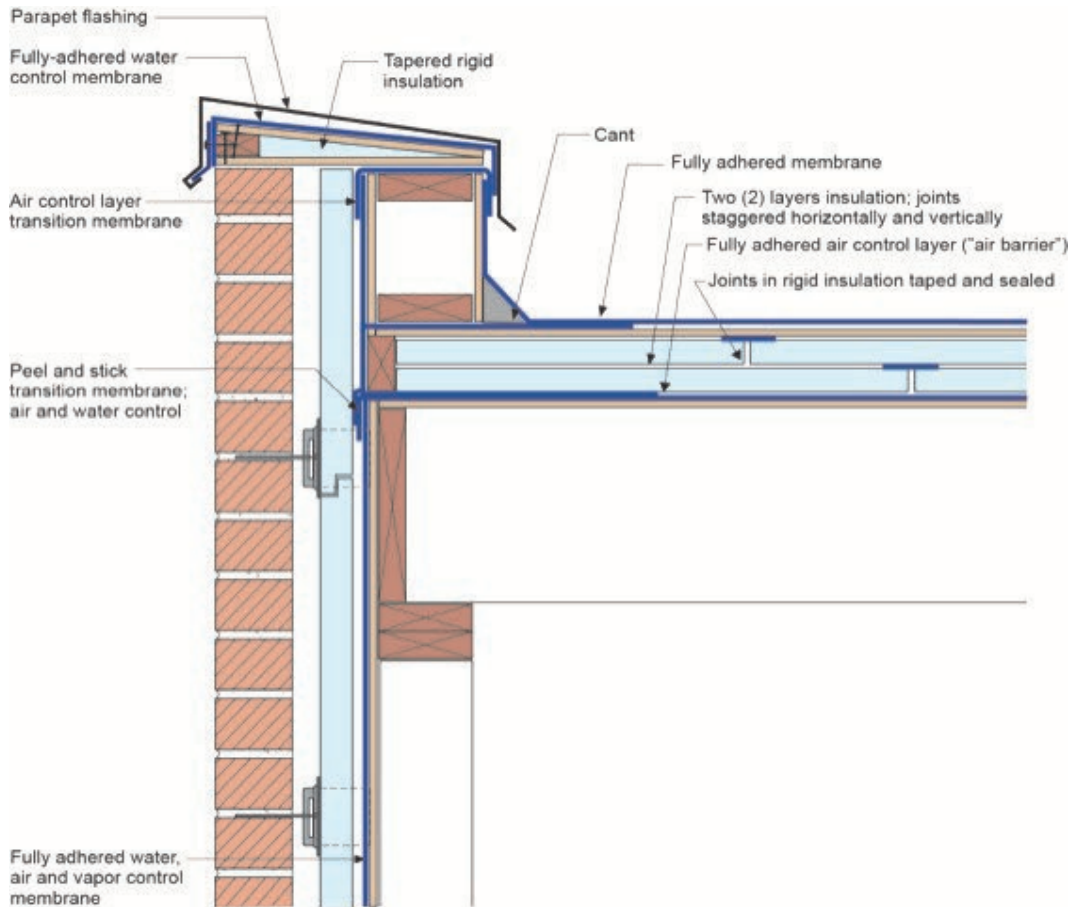 Parapet flashing
Fully-adhered water
control membrane
Tapered rigid
insulation
Cant
Fully adhered membrane
Two (2) layers insulation; joints
staggered horizontally and vertically
Fully adhered air control layer ("air barrier")
Joints in rigid insulation taped and sealed
Air control layer
transition membrane
Peel and stick
transition membrane;
air and water control
Fully adhered water,
air and vapor control
membrane